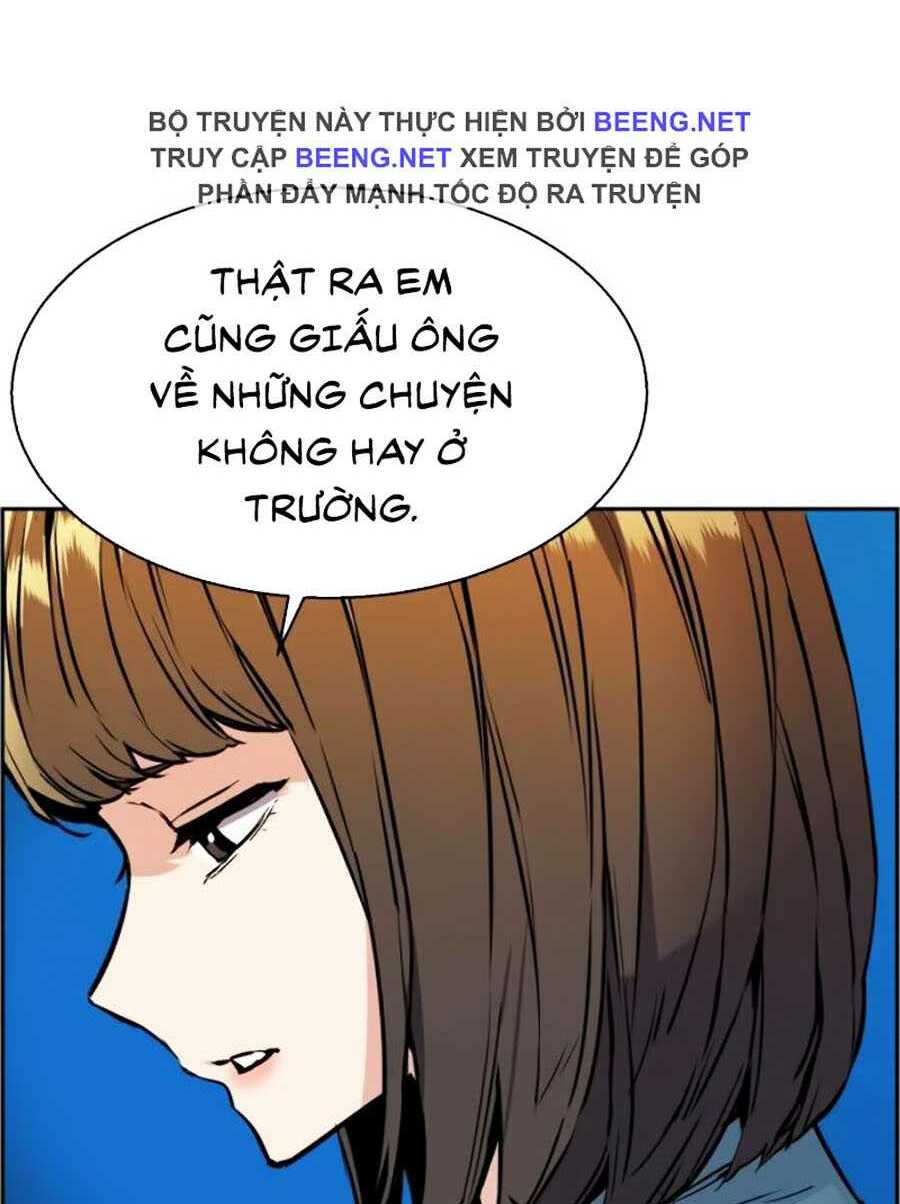 BỘ TRUYỆN NÀY THỰC HIỆN BỞI BEENG.NET
TRUY CẬP BEENG.NET XEM TRUYỆN ĐỂ GÓP
PHẦN ĐẨY MẠNH TỐC ĐỘ RA TRUYỆN
THẬT RA EM
CŨNG GIẤU ÔNG
VỀ NHỮNG CHUYỆN
KHÔNG HAY Ở
TRƯỜNG.